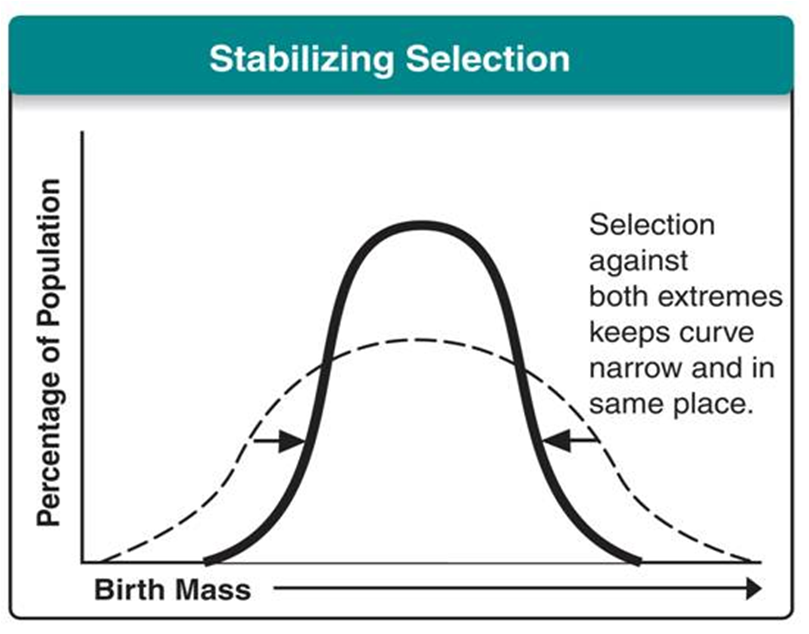 Stabilizing Selection
Percentage of Population
Selection
against
both extremes
keeps curve
narrow and in
same place.
Birth Mass